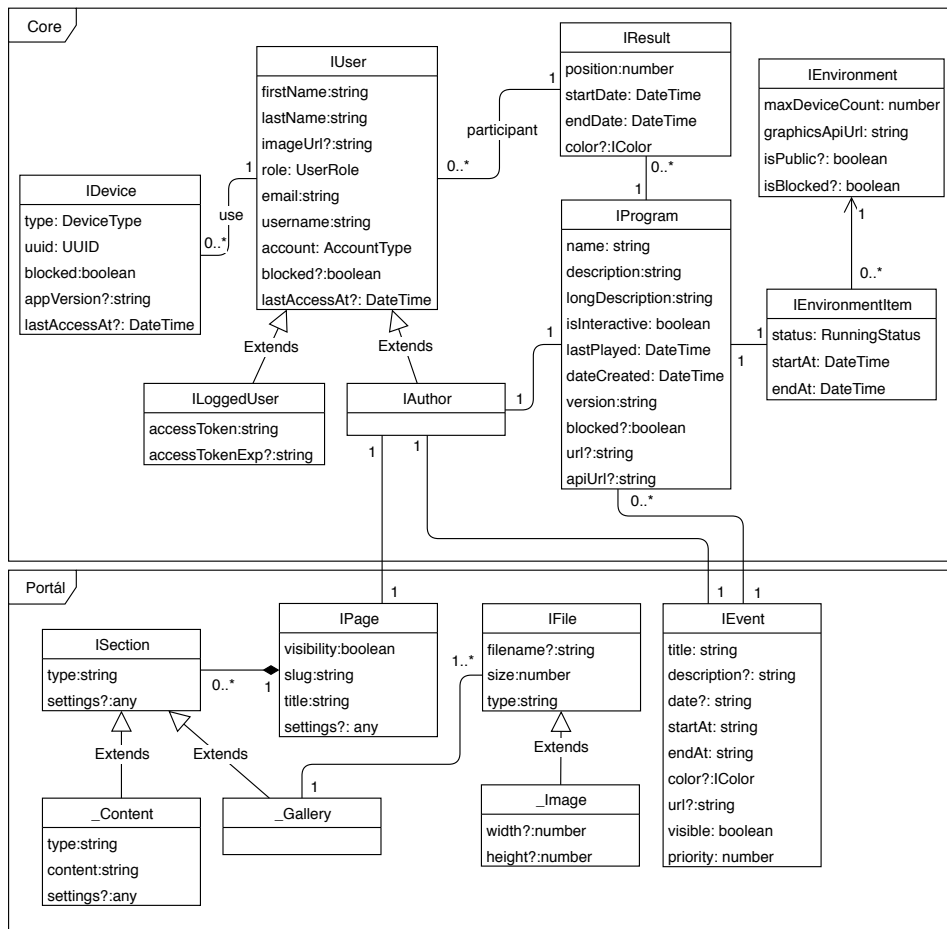 Core
IUser
firstName:string
lastName:string
imageUrl?:string
role: UserRole
email:string
username:string
account: AccountType
blocked?:boolean
lastAccessAt?: DateTime
IResult
position:number
startDate: DateTime
endDate: DateTime
color?:IColor
IEnvironment
maxDeviceCount: number
graphicsApiUrl: string
isPublic?: boolean
isBlocked?: boolean
1
participant
0..*
IDevice
type: DeviceType
uuid: UUID
blocked:boolean
appVersion?:string
lastAccessAt?: DateTime
1
use
0..*
0..*
1
IProgram
name: string
description:string
longDescription:string
isInteractive: boolean
lastPlayed: DateTime
dateCreated: DateTime
version:string
blocked?:boolean
url?:string
apiUrl?:string
1
0..*
IEnvironmentItem
status: RunningStatus
startAt: DateTime
endAt: DateTime
1
1
Extends
Extends
1
1
ILoggedUser
accessToken:string
accessTokenExp?:string
IAuthor
1
1
0..*
Portál
1
1
1
ISection
type:string
settings?:any
0..*
1
IPage
visibility:boolean
slug:string
title:string
settings?: any
IFile
filename?:string
size:number
type:string
1..*
1
IEvent
title: string
description?: string
date?: string
startAt: string
endAt: string
color?:IColor
url?:string
visible: boolean
priority: number
Extends
Extends
Extends
_Content
type:string
content:string
settings?:any
_Gallery
_Image
width?:number
height?:number